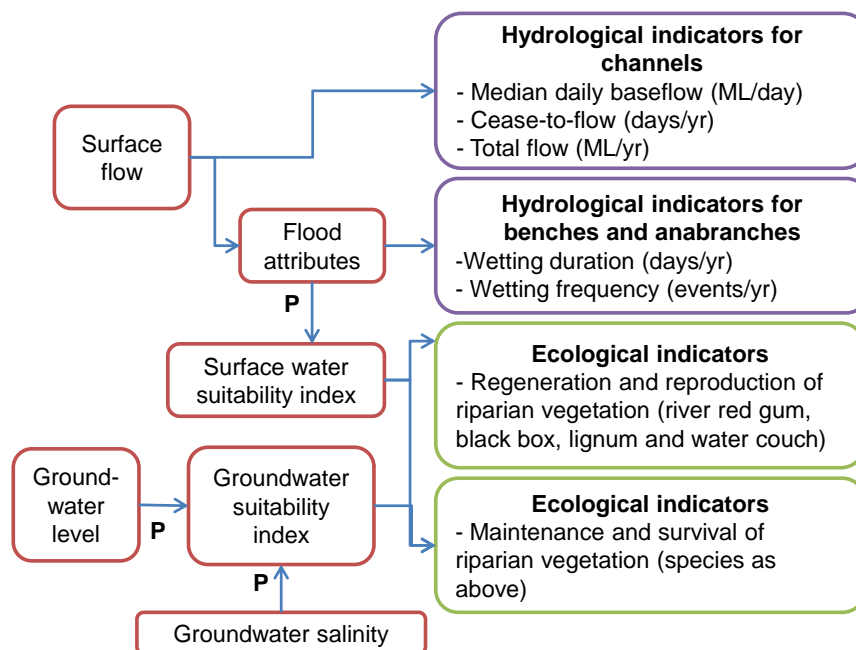 Hydrological indicators for
channels
- Median daily baseflow (ML/day)
- Cease-to-flow (days/yr)
- Total flow (ML/yr)
Surface
flow
Hydrological indicators for
benches and anabranches
-Wetting duration (days/yr)
- Wetting frequency (events/yr)
Flood
attributes
P
Surface water
suitability index
Ecological indicators
- Regeneration and reproduction of
riparian vegetation (river red gum,
black box, lignum and water couch)
Ground-
water
level
P
Groundwater
suitability
index
Ecological indicators
- Maintenance and survival of
riparian vegetation (species as
above)
P
Groundwater salinity